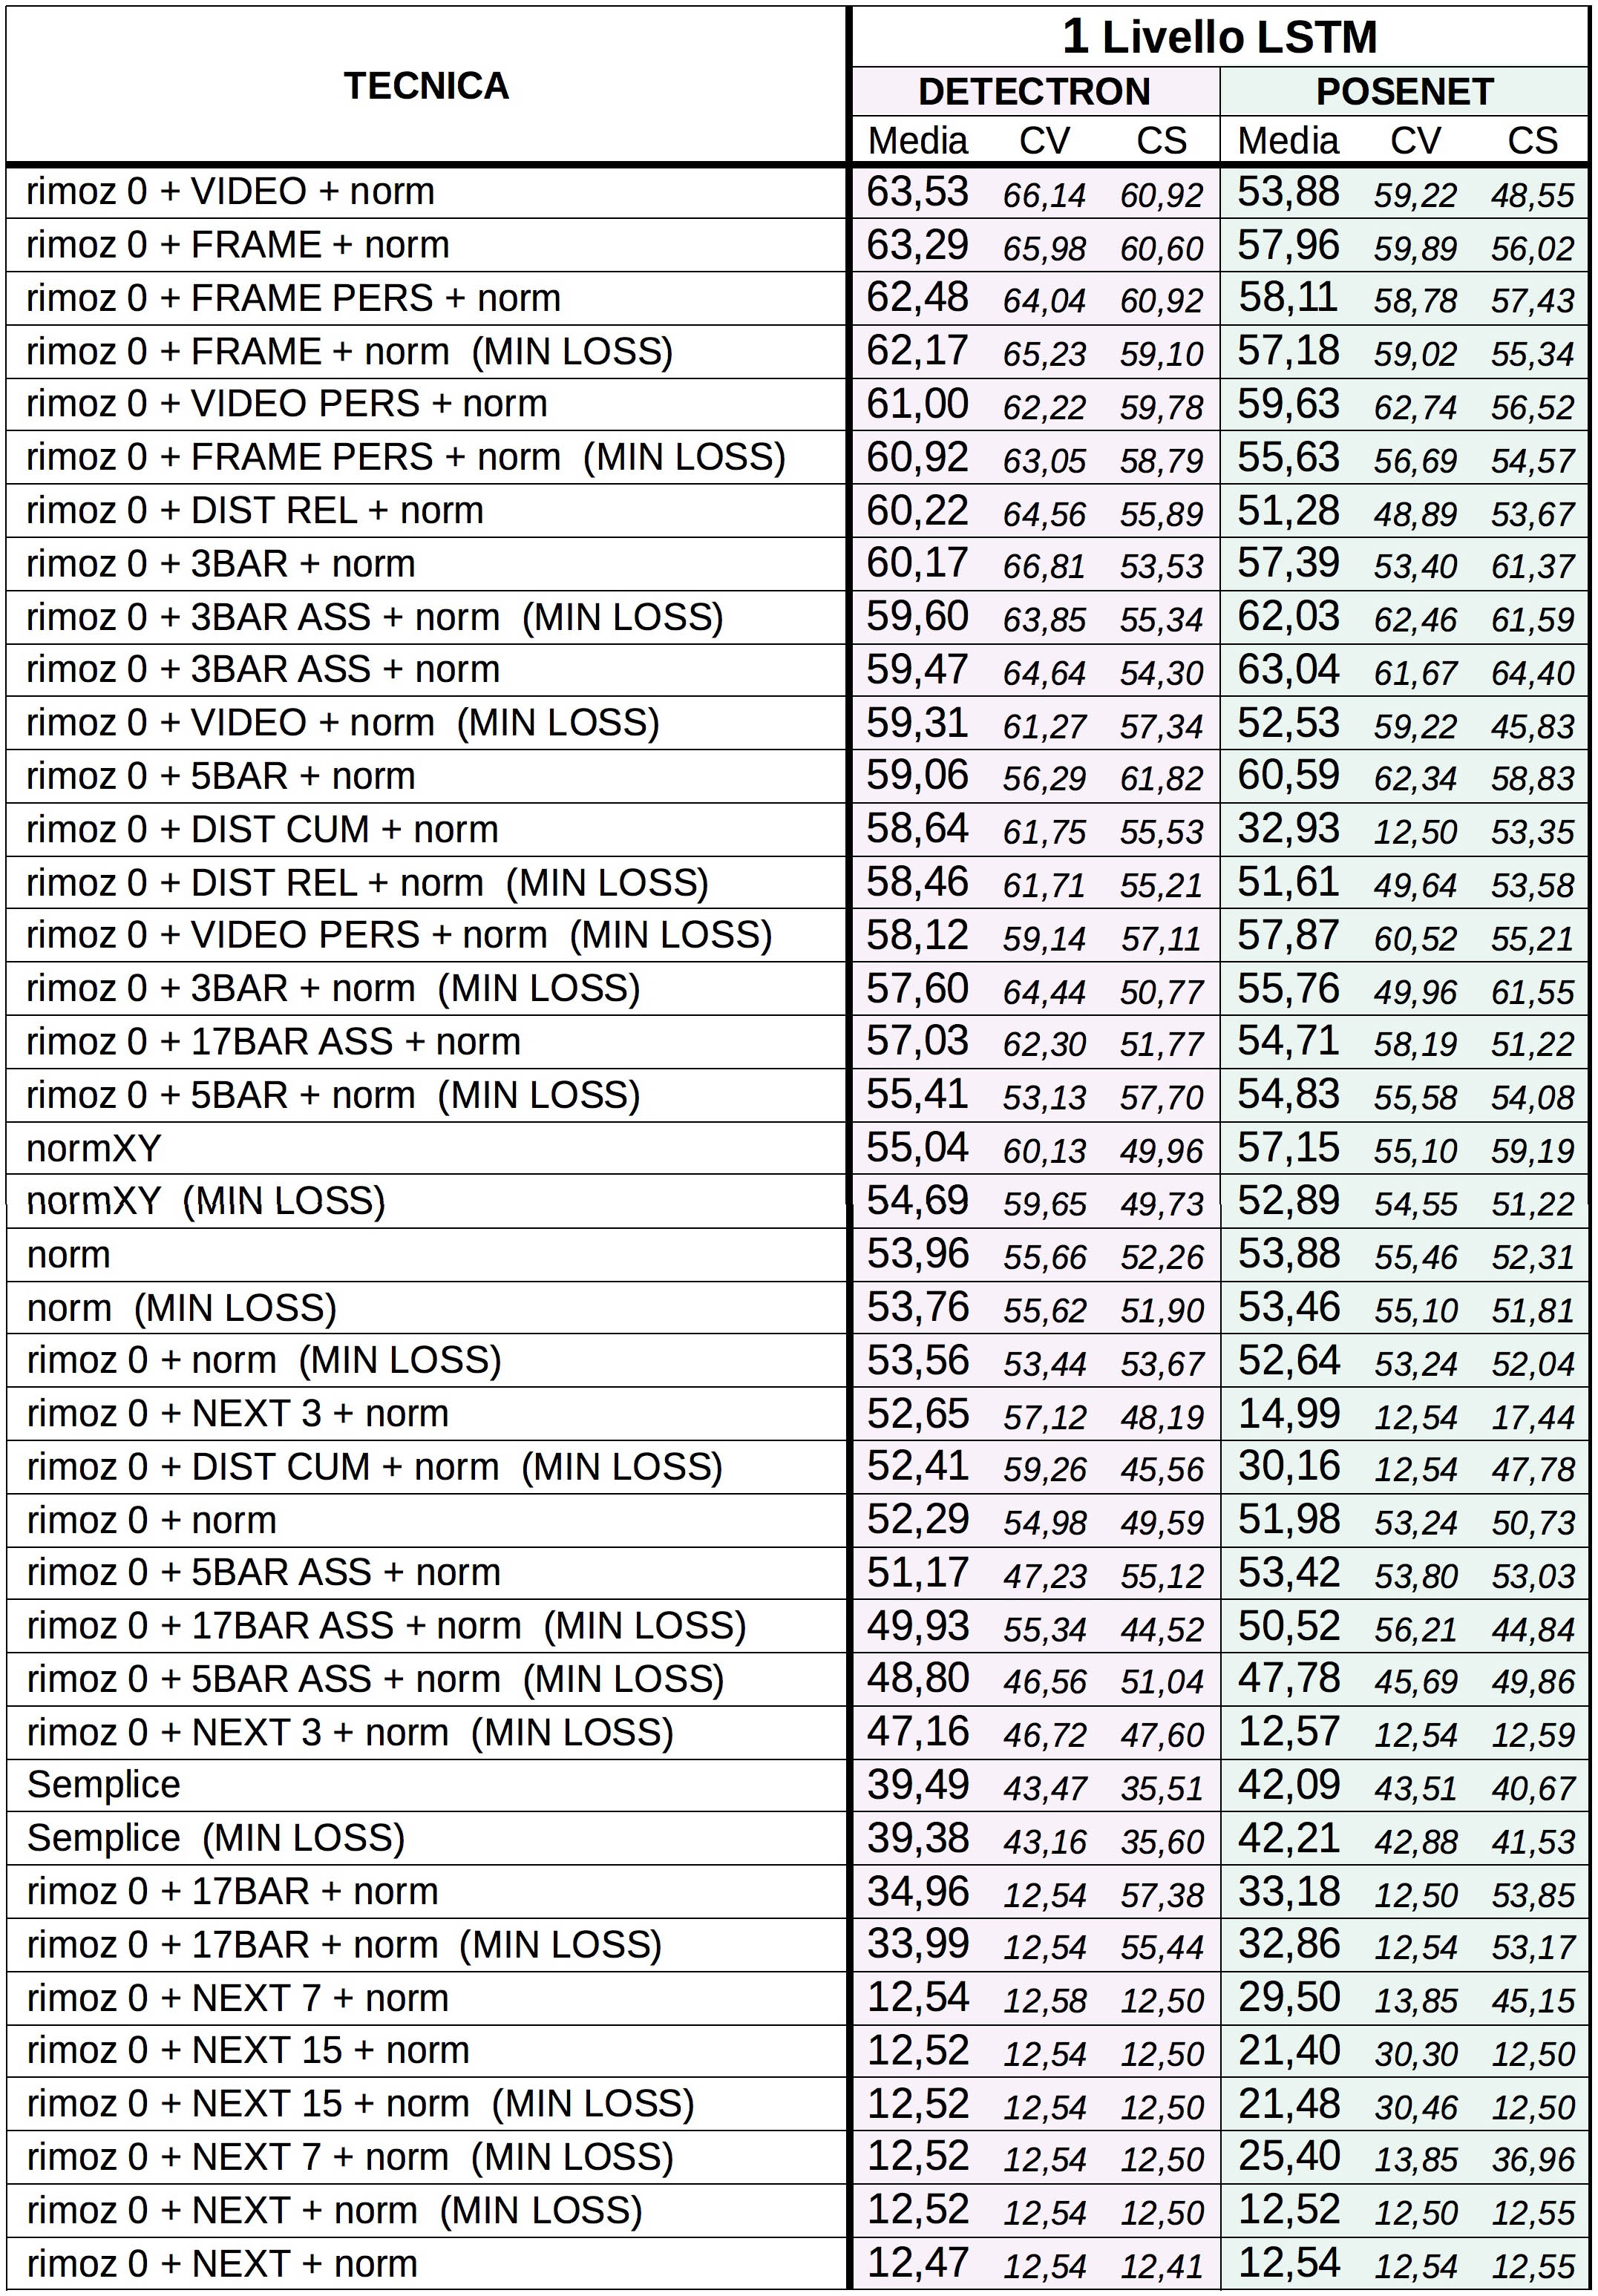 TECNICA
1 Livello LSTM
DETECTRON POSENET
Media CV CS Media CV CS
rimoz 0 + VIDEO + norm 63,53 66,14 60,92 53,88 59,22 48,55
rimoz 0 + FRAME + norm 63,29 65,98 60,60 57,96 59,89 56,02
rimoz 0 + FRAME PERS + norm 62,48 64,04 60,92 58,11 58,78 57,43
rimoz 0 + FRAME + norm (MIN LOSS) 62,17 65,23 59,10 57,18 59,02 55,34
rimoz 0 + VIDEO PERS + norm 61,00 62,22 59,78 59,63 62,74 56,52
rimoz 0 + FRAME PERS + norm (MIN LOSS) 60,92 63,05 58,79 55,63 56,69 54,57
rimoz 0 + DIST REL + norm 60,22 64,56 55,89 51,28 48,89 53,67
rimoz 0 + 3BAR + norm 60,17 66,81 53,53 57,39 53,40 61,37
rimoz 0 + 3BAR ASS + norm (MIN LOSS) 59,60 63,85 55,34 62,03 62,46 61,59
rimoz 0 + 3BAR ASS + norm 59,47 64,64 54,30 63,04 61,67 64,40
rimoz 0 + VIDEO + norm (MIN LOSS) 59,31 61,27 57,34 52,53 59,22 45,83
rimoz 0 + 5BAR + norm 59,06 56,29 61,82 60,59 62,34 58,83
rimoz 0 + DIST CUM + norm 58,64 61,75 55,53 32,93 12,50 53,35
rimoz 0 + DIST REL + norm (MIN LOSS) 58,46 61,71 55,21 51,61 49,64 53,58
rimoz 0 + VIDEO PERS + norm (MIN LOSS) 58,12 59,14 57,11 57,87 60,52 55,21
rimoz 0 + 3BAR + norm (MIN LOSS) 57,60 64,44 50,77 55,76 49,96 61,55
rimoz 0 + 17BAR ASS + norm 57,03 62,30 51,77 54,71 58,19 51,22
rimoz 0 + 5BAR + norm (MIN LOSS) 55,41 53,13 57,70 54,83 55,58 54,08
normXY 55,04 60,13 49,96 57,15 55,10 59,19
normXY (MIN LOSS) 54,69 59,65 49,73 52,89 54,55 51,22
norm 53,96 55,66 52,26 53,88 55,46 52,31
norm (MIN LOSS) 53,76 55,62 51,90 53,46 55,10 51,81
rimoz 0 + norm (MIN LOSS) 53,56 53,44 53,67 52,64 53,24 52,04
rimoz 0 + NEXT 3 + norm 52,65 57,12 48,19 14,99 12,54 17,44
rimoz 0 + DIST CUM + norm (MIN LOSS) 52,41 59,26 45,56 30,16 12,54 47,78
rimoz 0 + norm 52,29 54,98 49,59 51,98 53,24 50,73
rimoz 0 + 5BAR ASS + norm 51,17 47,23 55,12 53,42 53,80 53,03
rimoz 0 + 17BAR ASS + norm (MIN LOSS) 49,93 55,34 44,52 50,52 56,21 44,84
rimoz 0 + 5BAR ASS + norm (MIN LOSS) 48,80 46,56 51,04 47,78 45,69 49,86
rimoz 0 + NEXT 3 + norm (MIN LOSS) 47,16 46,72 47,60 12,57 12,54 12,59
Semplice 39,49 43,47 35,51 42,09 43,51 40,67
Semplice (MIN LOSS) 39,38 43,16 35,60 42,21 42,88 41,53
rimoz 0 + 17BAR + norm 34,96 12,54 57,38 33,18 12,50 53,85
rimoz 0 + 17BAR + norm (MIN LOSS) 33,99 12,54 55,44 32,86 12,54 53,17
rimoz 0 + NEXT 7 + norm 12,54 12,58 12,50 29,50 13,85 45,15
rimoz 0 + NEXT 15 + norm 12,52 12,54 12,50 21,40 30,30 12,50
rimoz 0 + NEXT 15 + norm (MIN LOSS) 12,52 12,54 12,50 21,48 30,46 12,50
rimoz 0 + NEXT 7 + norm (MIN LOSS) 12,52 12,54 12,50 25,40 13,85 36,96
rimoz 0 + NEXT + norm (MIN LOSS) 12,52 12,54 12,50 12,52 12,50 12,55
rimoz 0 + NEXT + norm 12,47 12,54 12,41 12,54 12,54 12,55